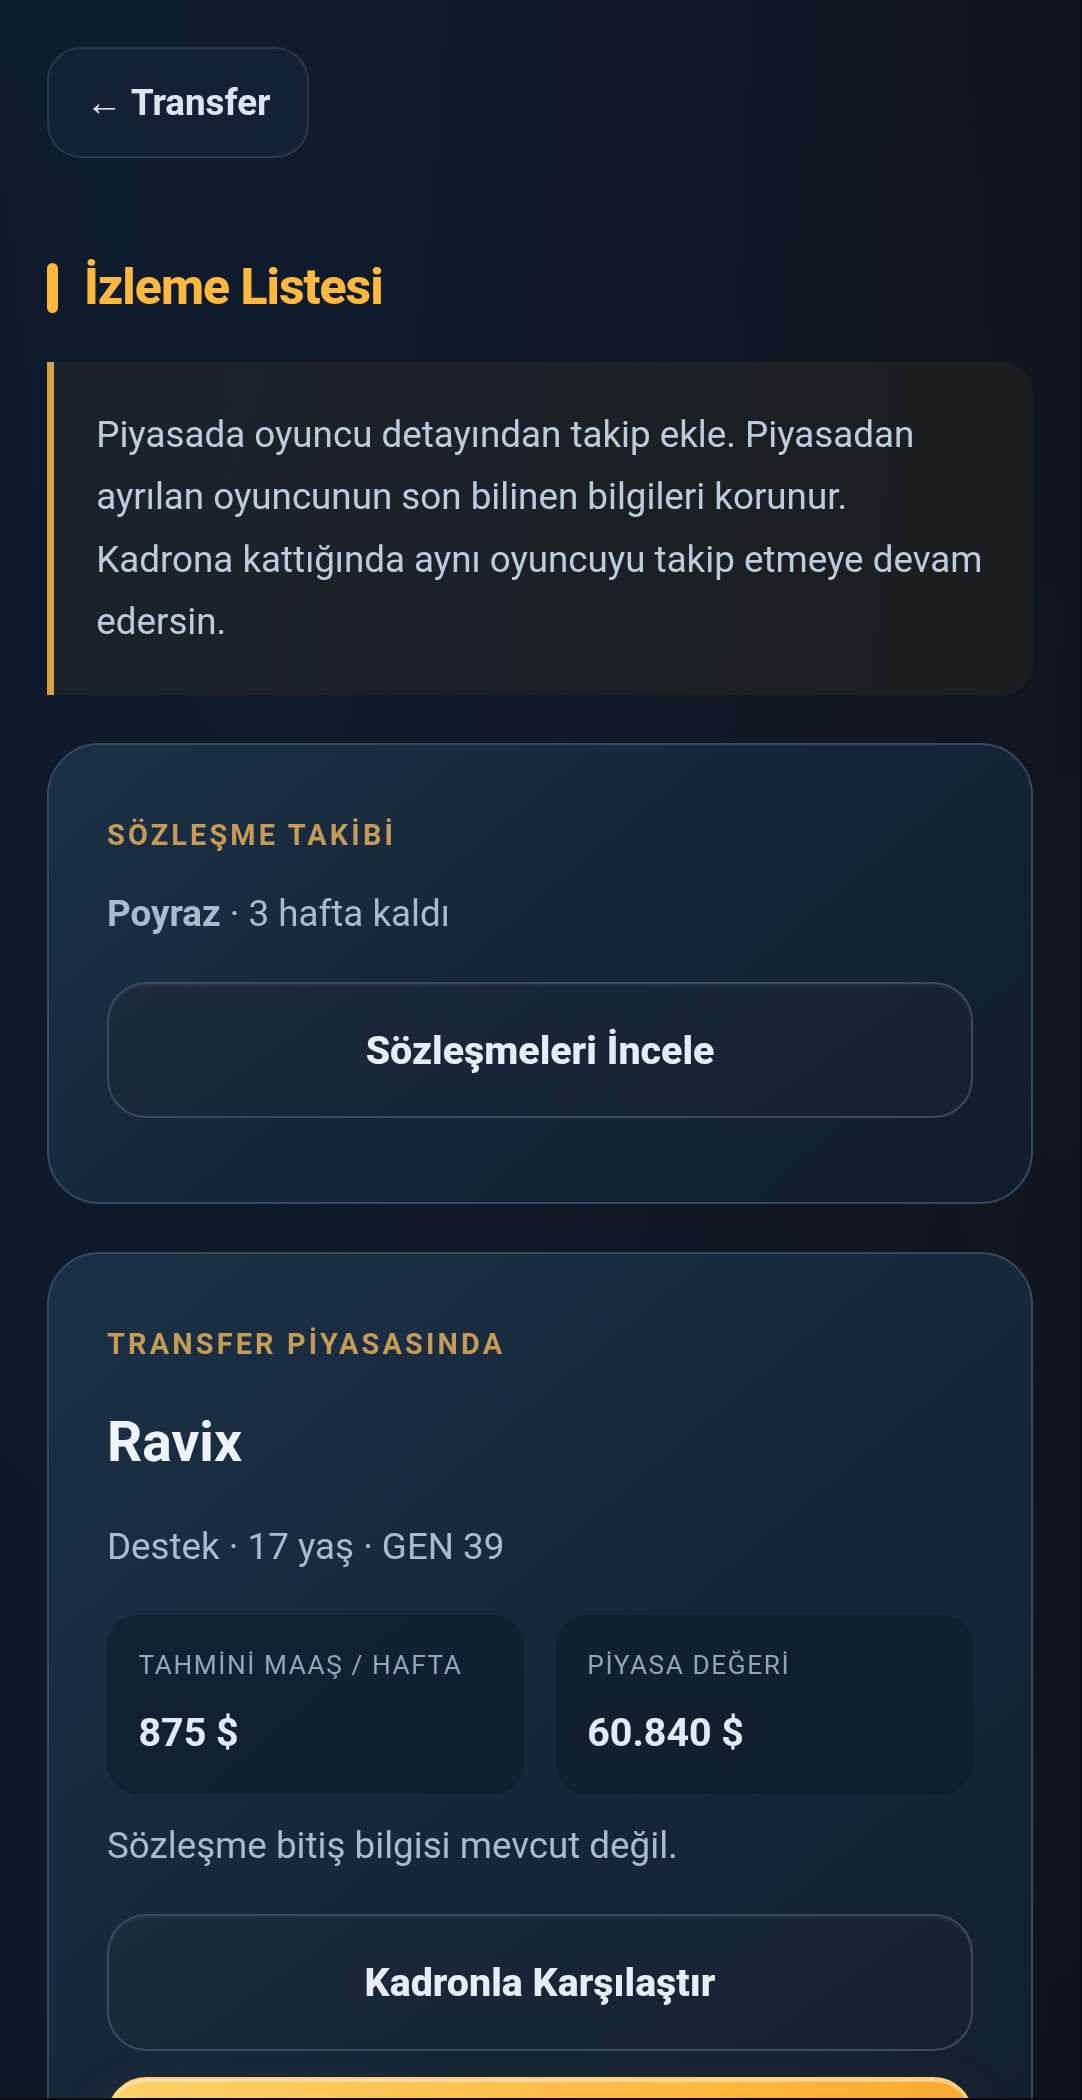 ← Transfer
İzleme Listesi
Piyasada oyuncu detayından takip ekle. Piyasadan
ayrılan oyuncunun son bilinen bilgileri korunur.
Kadrona kattığında aynı oyuncuyu takip etmeye devam
edersin.
SÖZLEŞME TAKİBİ
Poyraz · 3 hafta kaldı
Sözleşmeleri İncele
TRANSFER PİYASASINDA
Ravix
Destek · 17 yaş · GEN 39
TAHMİNİ MAAŞ / HAFTA
875 $
PİYASA DEĞERİ
60.840 $
Sözleşme bitiş bilgisi mevcut değil.
Kadronla Karşılaştır